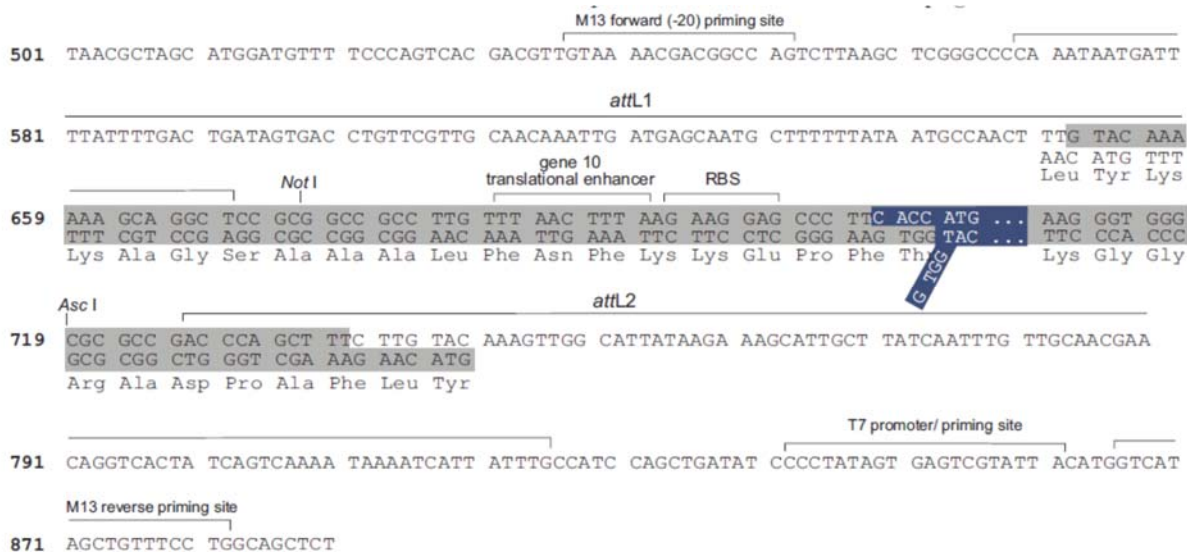 M13 forward (-20) priming site
501 TAACGCTAGC ATGGATGTTT TCCCAGTCAC GACGTTGTAA AACGACGGCC AGTCTTAAGC TCGGGCCCCA AATAATGATT
attL1
581 TTATTTTGAC TGATAGTGAC CTGTTCGTTG CAACAAATTG ATGAGCAATG CTTTTTTATA ATGCCAACT TTG TAC AAA
AAC ATG TTT
Leu Tyr Lys
Not I
gene 10
translational enhancer RBS
659 AAA GCA GGC TCC GCG GCC GCC TTG TTT AAC TTT AAG AAG GAG CCC TTC ACC ATG ... AAG GGT GGG
TTT CGT CCG AGG CGC CGG CGG AAC AAA TTG AAA TTC TTC CTC GGG AAG TGG TAC ... TTC CCA CCC
Lys Ala Gly Ser Ala Ala Ala Leu Phe Asn Phe Lys Lys Glu Pro Phe Th Lys Gly Gly
G TGG
Asc I
attL2
719 CGC GCC GAC CCA GCT TTC TTG TAC AAAGTTGG CATTATAAGA AAGCATTGCT TATCAATTTG TTGCAACGAA
GCG CGG CTG GGT CGA AAG AAC ATG
Arg Ala Asp Pro Ala Phe Leu Tyr
T7 promoter/ priming site
791 CAGGTCACTA TCAGTCAAAA TAAAATCATT ATTTGCCATC CAGCTGATAT CCCCTATAGT GAGTCGTATT ACATGGTCAT
M13 reverse priming site
871 AGCTGTTTCC TGGCAGCTCT